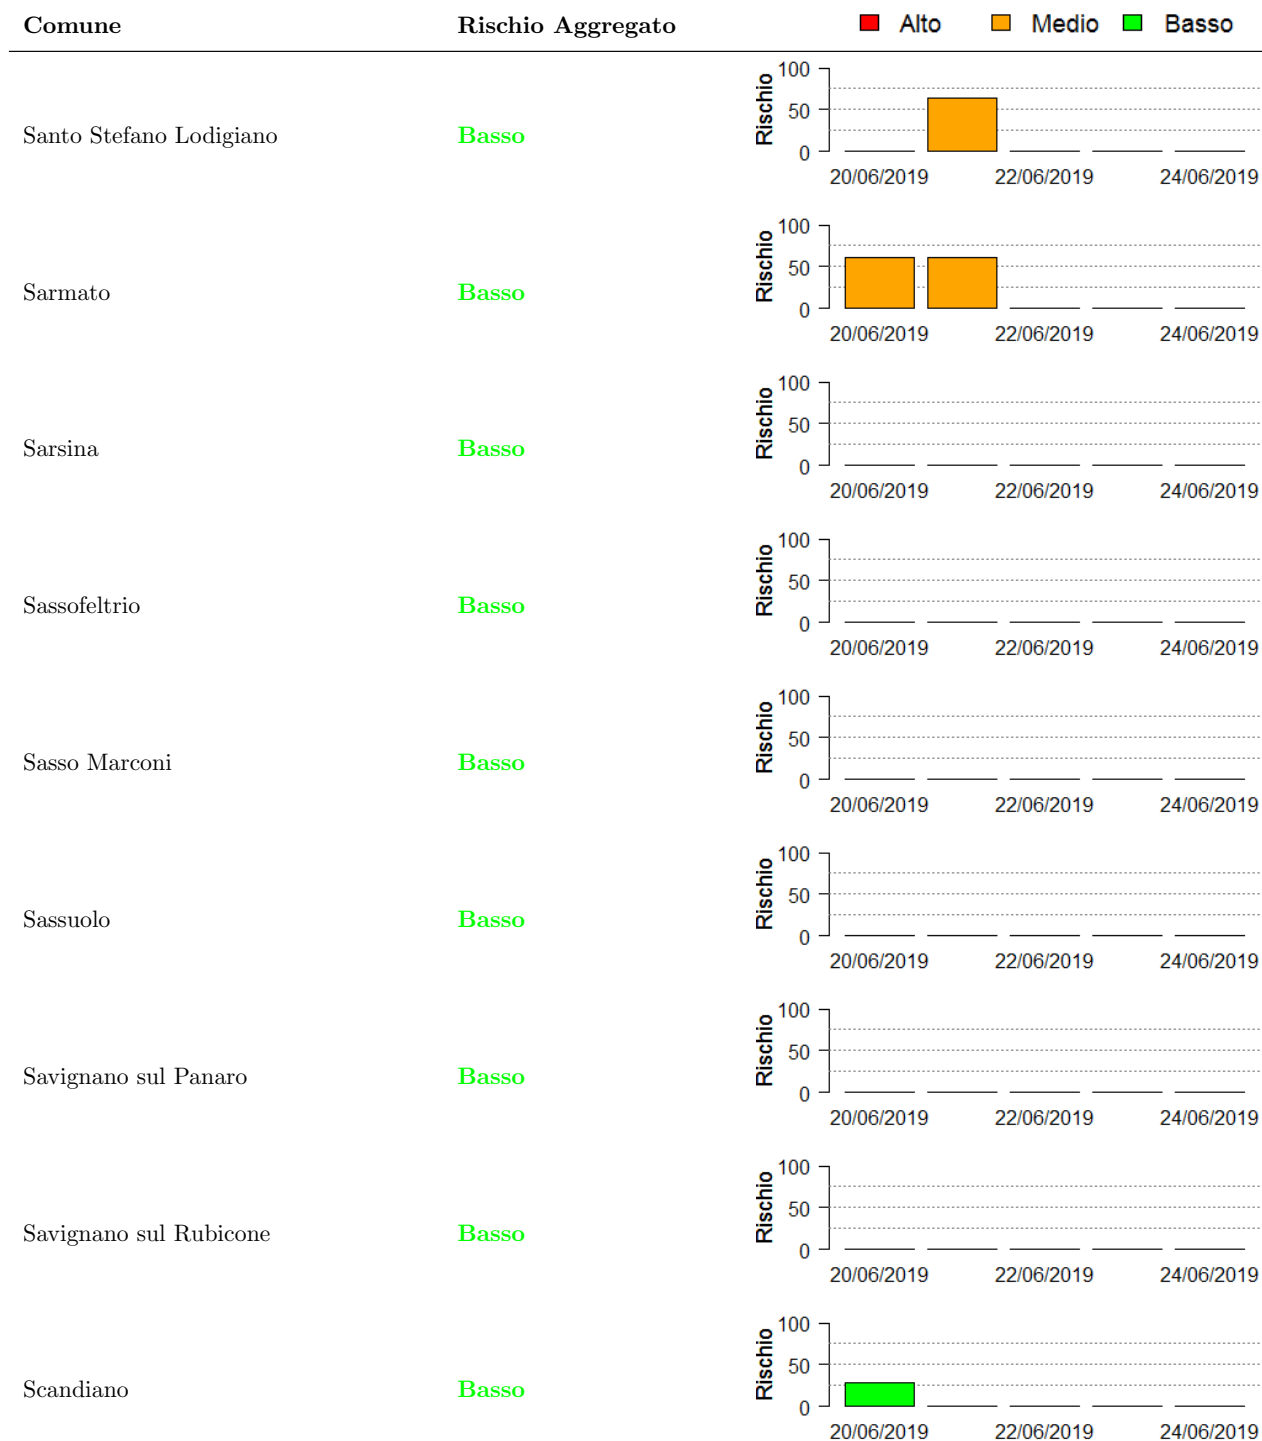 Comune Rischio Aggregato Alto Medio Basso
Santo Stefano Lodigiano Basso Rischio 100 50 0
20/06/2019 22/06/2019 24/06/2019
Sarmato Basso Rischio 100 50 0
20/06/2019 22/06/2019 24/06/2019
Sarsina Basso Rischio 100 50 0
20/06/2019 22/06/2019 24/06/2019
Sassofeltrio Basso Rischio 100 50 0
20/06/2019 22/06/2019 24/06/2019
Sasso Marconi Basso Rischio 100 50 0
20/06/2019 22/06/2019 24/06/2019
Sassuolo Basso Rischio 100 50 0
20/06/2019 22/06/2019 24/06/2019
Savignano sul Panaro Basso Rischio 100 50 0
20/06/2019 22/06/2019 24/06/2019
Savignano sul Rubicone Basso Rischio 100 50 0
20/06/2019 22/06/2019 24/06/2019
Scandiano Basso Rischio 100 50 0
20/06/2019 22/06/2019 24/06/2019